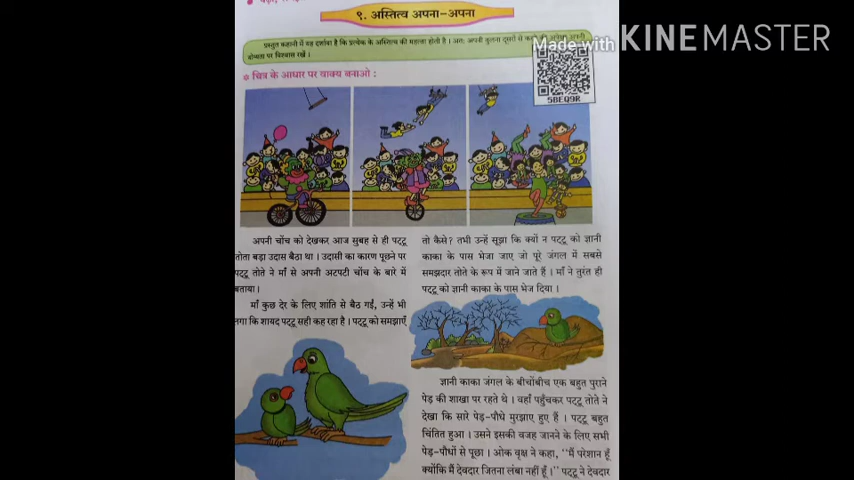 ९. अस्तित्व अपना-अपना
Made with KINEMASTER
प्रस्तुत कहानी में यह दर्शाया है कि प्रत्येक के अस्तित्व की महत्ता होती है । अतः अपनी तुलना दूसरों से
योग्यता पर विश्वास रखें ।
* चित्र के आधार पर वाक्य बनाओ :
5BEQ9R
अपनी चोंच को देखकर आज सुबह से ही पट्टू
तोता बड़ा उदास बैठा था । उदासी का कारण पूछने पर
पट्टू तोते ने माँ से अपनी अटपटी चोंच के बारे में
बताया ।
माँ कुछ देर के लिए शांति से बैठ गईं, उन्हें भी
लगा कि शायद पट्टू सही कह रहा है । पट्टू को समझाएँ
तो कैसे? तभी उन्हें सूझा कि क्यों न पट्टू को ज्ञानी
काका के पास भेजा जाए जो पूरे जंगल में सबसे
समझदार तोते के रूप में जाने जाते हैं । माँ ने तुरंत ही
पट्टू को ज्ञानी काका के पास भेज दिया ।
ज्ञानी काका जंगल के बीचोंबीच एक बहुत पुराने
पेड़ की शाखा पर रहते थे । वहाँ पहुँचकर पट्टू तोते ने
देखा कि सारे पेड़-पौधे मुरझाए हुए हैं । पट्टू बहुत
चिंतित हुआ । उसने इसकी वजह जानने के लिए सभी
पेड़-पौधों से पूछा । ओक वृक्ष ने कहा, “मैं परेशान हूँ
क्योंकि मैं देवदार जितना लंबा नहीं हूँ ।” पट्टू ने देवदार